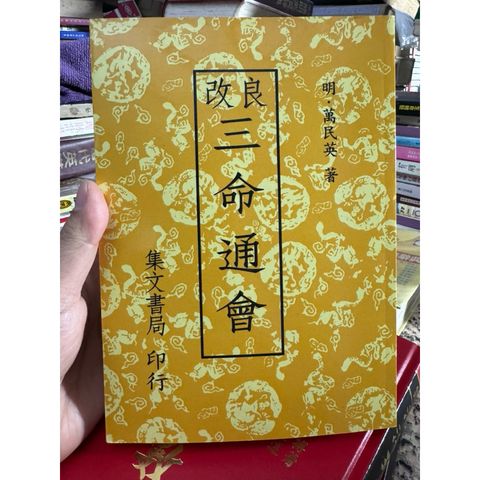 明·萬民英 著
改良
三命通會
集文書局 印行